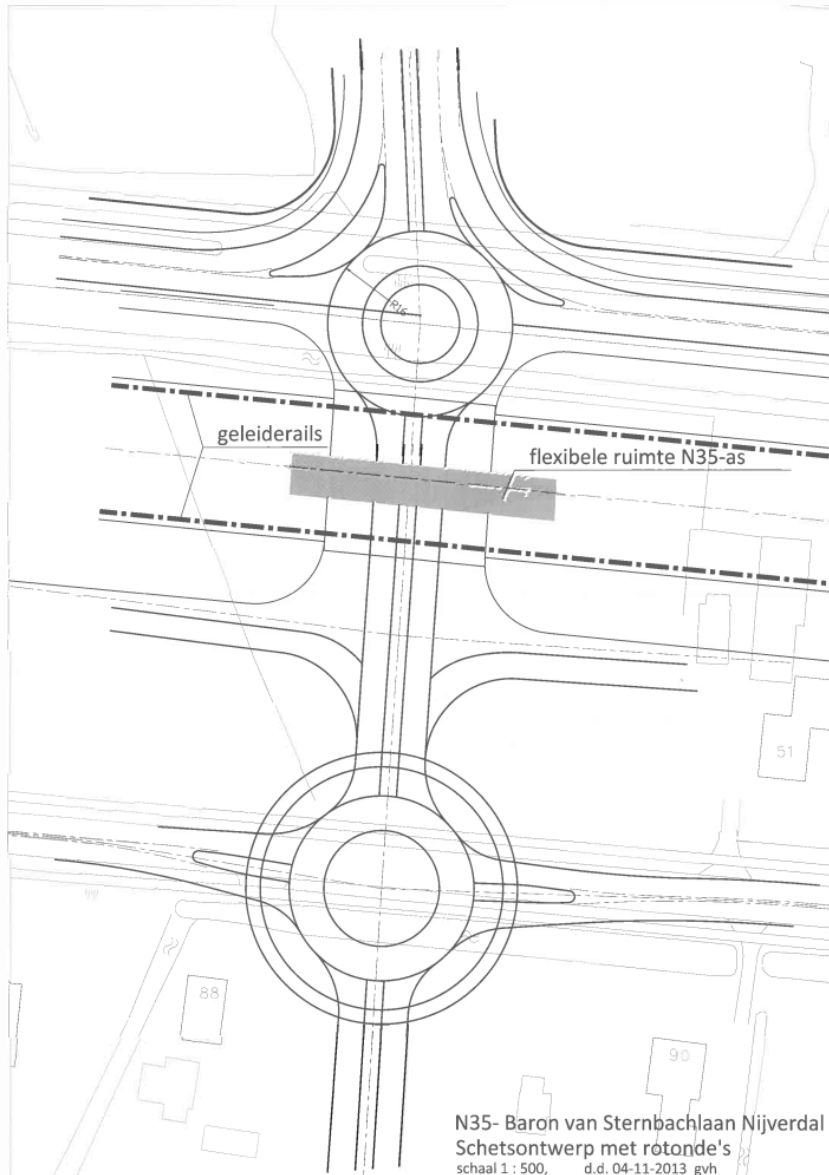 R16
geleiderails
flexibele ruimte N35-as
51
88
90
N35- Baron van Sternbachlaan Nijverdal
Schetsontwerp met rotonde's
schaal 1 : 500, d.d. 04-11-2013 gvh